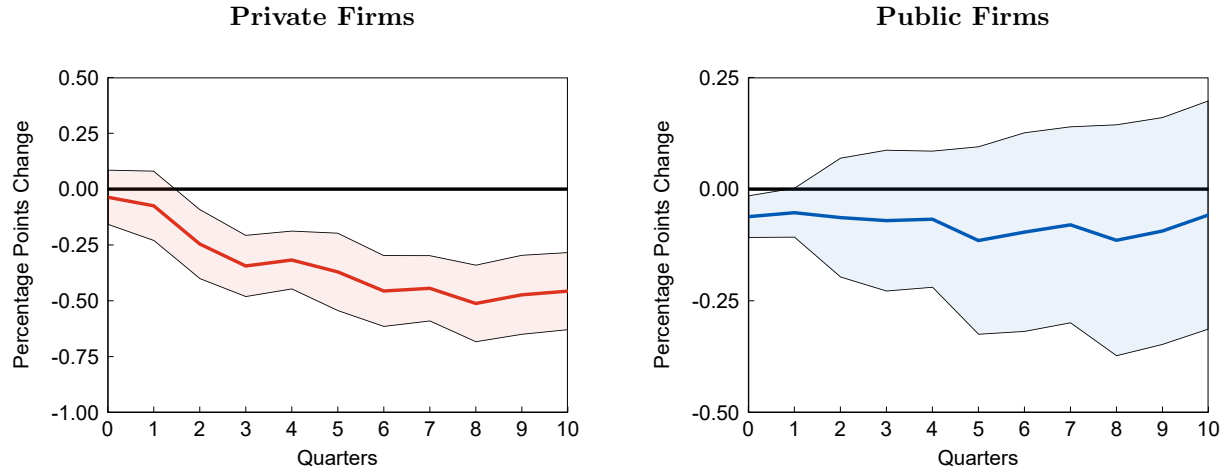 Private Firms
Percentage Points Change
0.50
0.25
0.00
-0.25
-0.50
-0.75
-1.00
0 1 2 3 4 5 6 7 8 9 10
Quarters
Public Firms
Percentage Points Change
0.25
0.00
-0.25
-0.50
0 1 2 3 4 5 6 7 8 9 10
Quarters